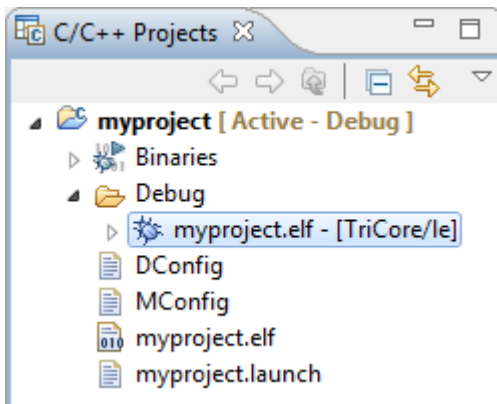 C/C++ Projects
myproject [ Active - Debug ]
Binaries
Debug
myproject.elf - [TriCore/le]
DConfig
MConfig
myproject.elf
myproject.launch